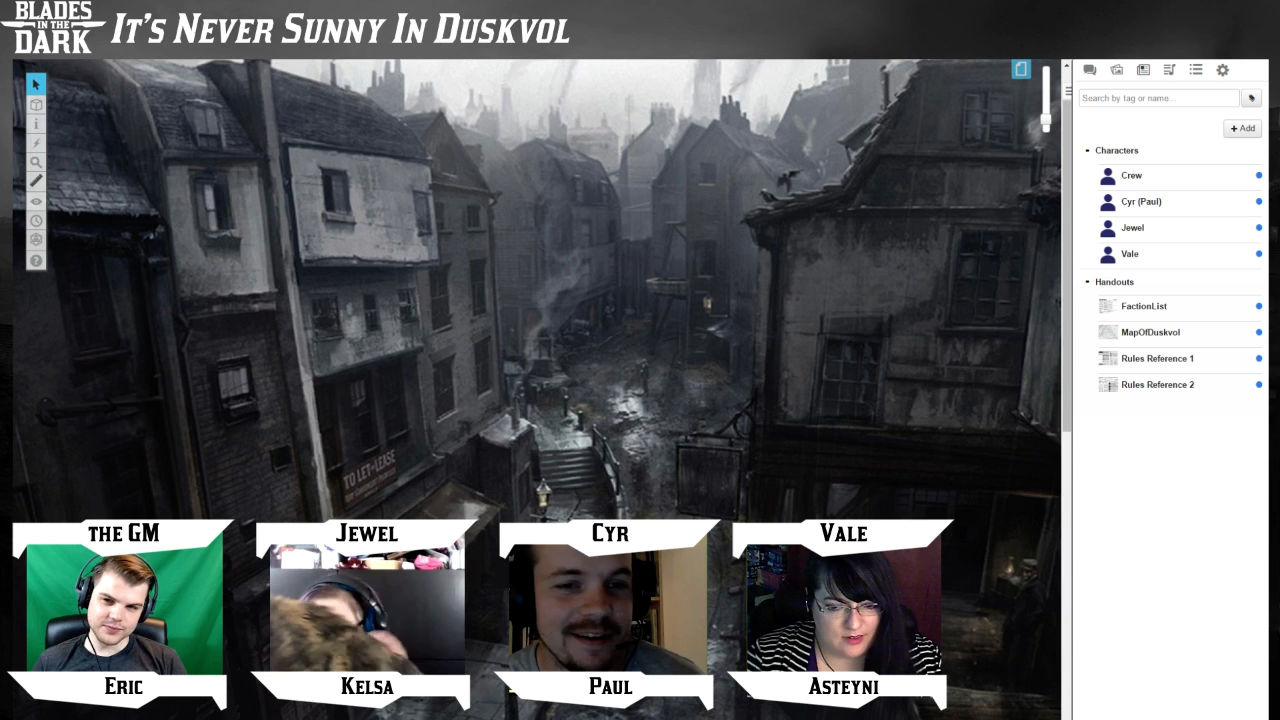 BLADES
IN THE
DARK
IT'S NEVER SUNNY IN DUSKVOL
Search by tag or name...
+ Add
Characters
Crew
Cyr (Paul)
Jewel
Vale
Handouts
FactionList
MapOfDuskvol
Rules Reference 1
Rules Reference 2
TO LET OR LEASE
THE GM
JEWEL
CYR
VALE
ERIC
KELSA
PAUL
ASTEYNI